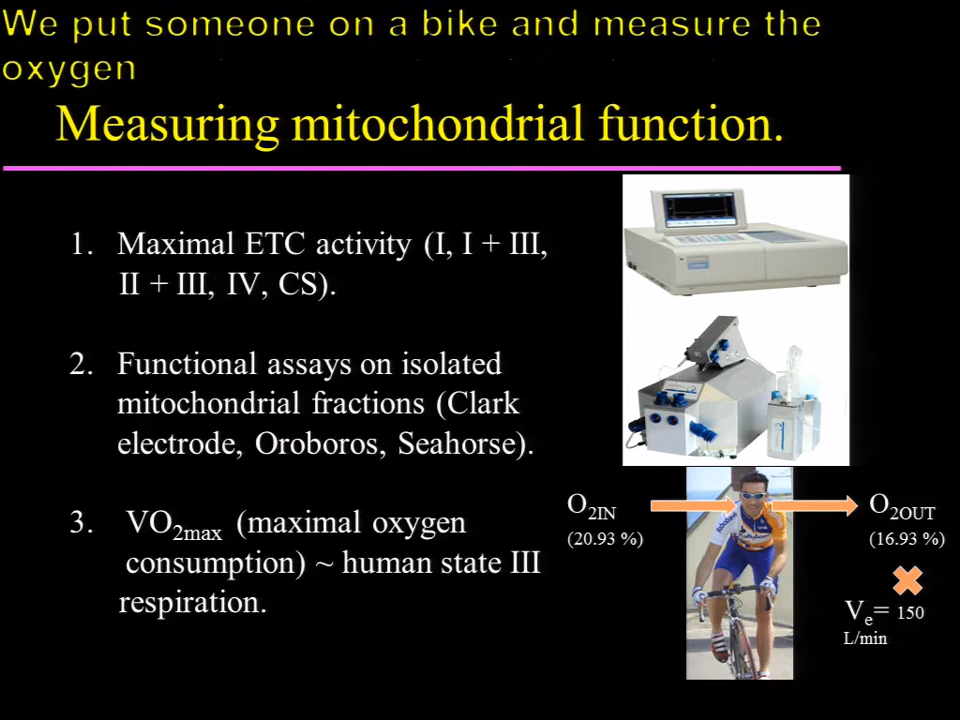 We put someone on a bike and measure the
oxygen
Measuring mitochondrial function.
1. Maximal ETC activity (I, I + III,
II + III, IV, CS).
2. Functional assays on isolated
mitochondrial fractions (Clark
electrode, Oroboros, Seahorse).
3. VO2max (maximal oxygen
consumption) ~ human state III
respiration.
O2IN
(20.93 %)
O2OUT
(16.93 %)
Ve= 150
L/min